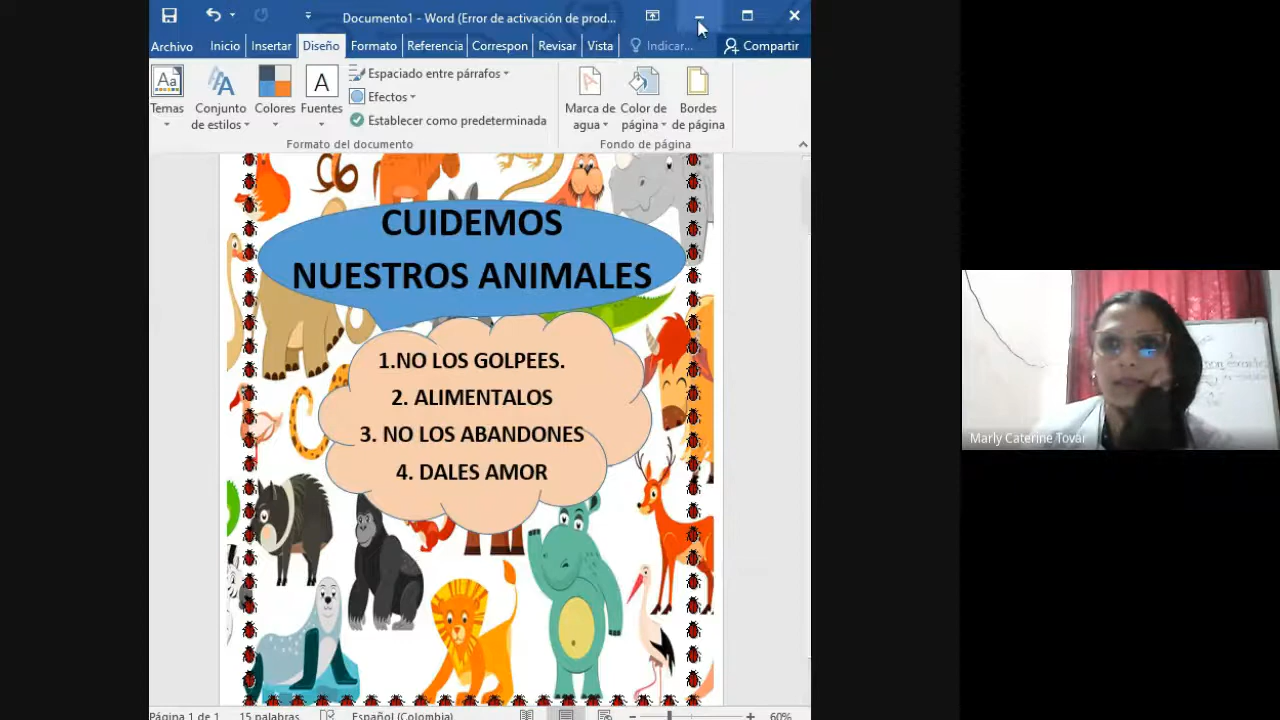 Documento1 - Word (Error de activación de prod...
Archivo Inicio Insertar Diseño Formato Referencia Correspon Revisar Vista Indicar... Compartir
Aa A
Espaciado entre párrafos
Efectos
Establecer como predeterminada
Temas Conjunto de estilos Colores Fuentes
Marca de agua Color de página Bordes de página
Formato del documento Fondo de página
CUIDEMOS
NUESTROS ANIMALES
1.NO LOS GOLPEES.
2. ALIMENTALOS
3. NO LOS ABANDONES
4. DALES AMOR
Marly Caterine Tovar
Página 1 de 1 15 palabras Español (Colombia) 60%